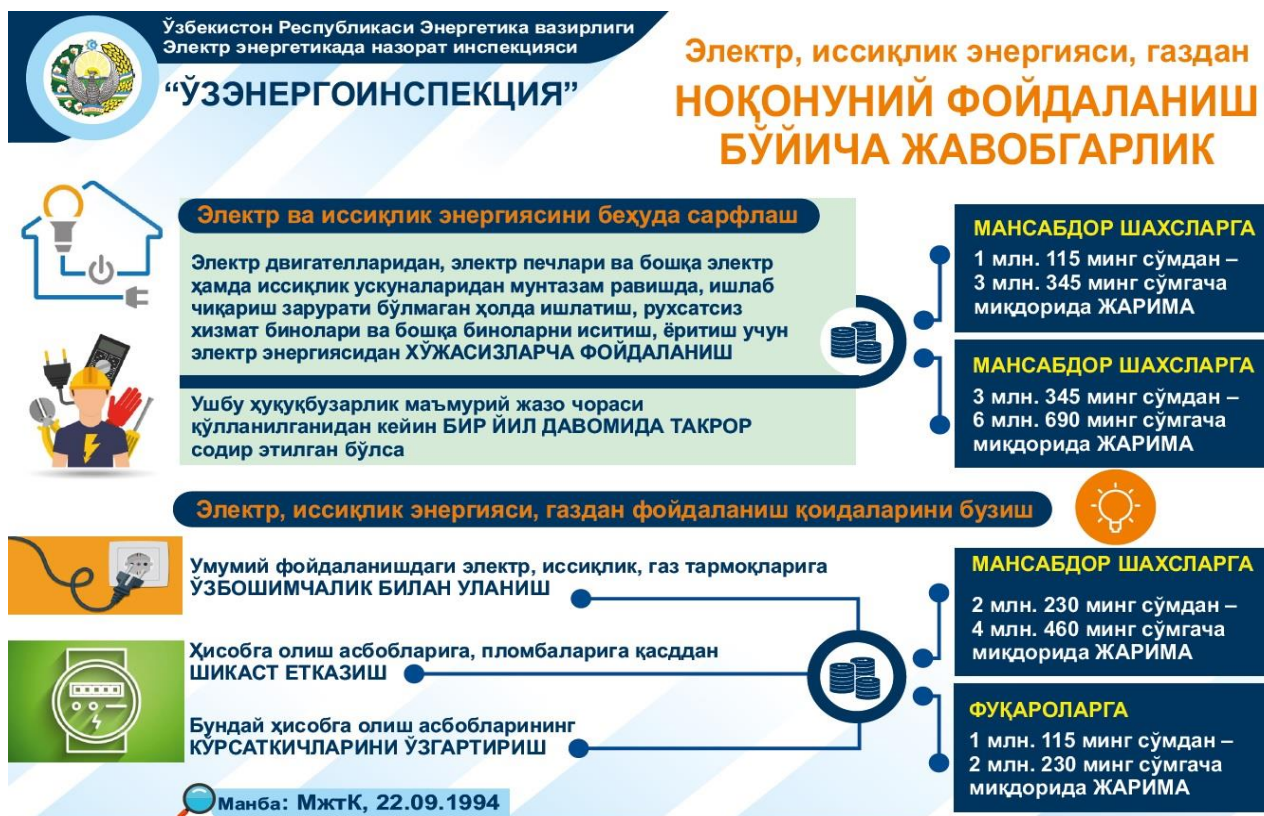 Ўзбекистон Республикаси Энергетика вазирлиги
Электр энергетикада назорат инспекцияси
“ЎЗЭНЕРГОИНСПЕКЦИЯ”
Электр, иссиқлик энергияси, газдан
НОҚОНУНИЙ ФОЙДАЛАНИШ
БЎЙИЧА ЖАВОБГАРЛИК
Электр ва иссиқлик энергиясини беҳуда сарфлаш
Электр двигателларидан, электр печлари ва бошқа электр
ҳамда иссиқлик ускуналаридан мунтазам равишда, ишлаб
чиқариш зарурати бўлмаган ҳолда ишлатиш, рухсатсиз
хизмат бинолари ва бошқа биноларни иситиш, ёритиш учун
электр энергиясидан ХЎЖАСИЗЛАРЧА ФОЙДАЛАНИШ
МАНСАБДОР ШАХСЛАРГА
1 млн. 115 минг сўмдан –
3 млн. 345 минг сўмгача
миқдорида ЖАРИМА
Ушбу ҳуқуқбузарлик маъмурий жазо чораси
қўлланилганидан кейин БИР ЙИЛ ДАВОМИДА ТАКРОР
содир этилган бўлса
МАНСАБДОР ШАХСЛАРГА
3 млн. 345 минг сўмдан –
6 млн. 690 минг сўмгача
миқдорида ЖАРИМА
Электр, иссиқлик энергияси, газдан фойдаланиш қоидаларини бузиш
Умумий фойдаланишдаги электр, иссиқлик, газ тармоқларига
ЎЗБОШИМЧАЛИК БИЛАН УЛАНИШ
Ҳисобга олиш асбобларига, пломбаларига қасддан
ШИКАСТ ЕТКАЗИШ
Бундай ҳисобга олиш асбобларининг
КЎРСАТКИЧЛАРИНИ ЎЗГАРТИРИШ
МАНСАБДОР ШАХСЛАРГА
2 млн. 230 минг сўмдан –
4 млн. 460 минг сўмгача
миқдорида ЖАРИМА
ФУҚАРОЛАРГА
1 млн. 115 минг сўмдан –
2 млн. 230 минг сўмгача
миқдорида ЖАРИМА
Манба: МжтК, 22.09.1994